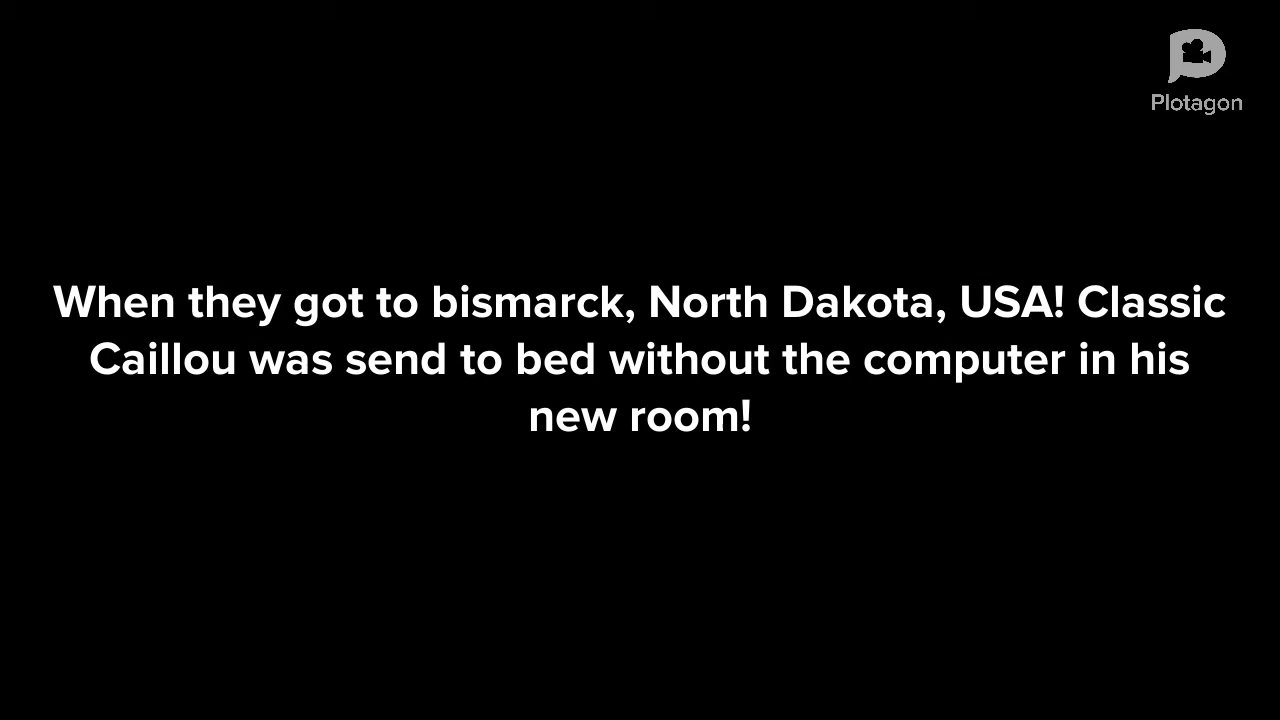 Plotagon
When they got to bismarck, North Dakota, USA! Classic
Caillou was send to bed without the computer in his
new room!